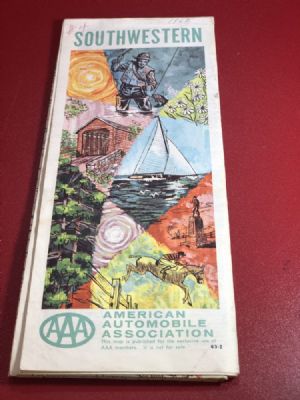 SOUTHWESTERN
AAA
AMERICAN
AUTOMOBILE
ASSOCIATION
This map is published for the exclusive use of
AAA members. It is not for sale.